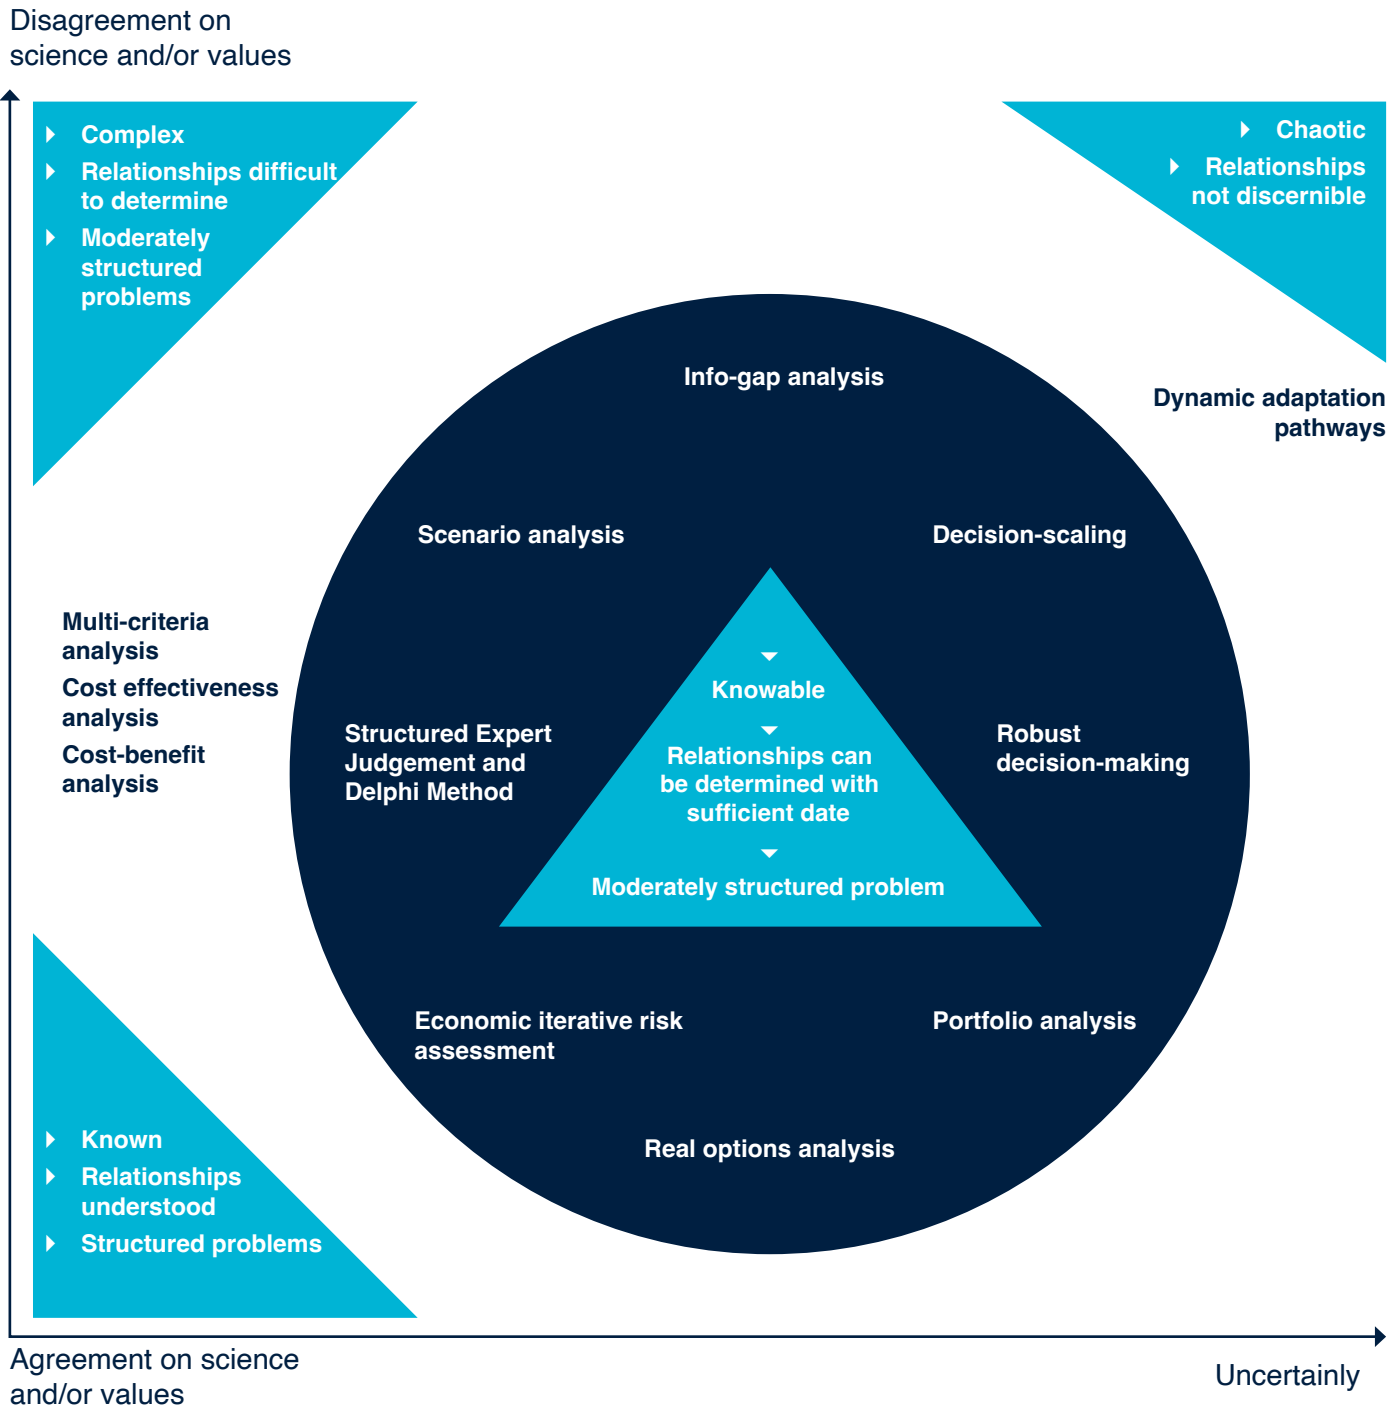 Disagreement on
science and/or values
Complex
Relationships difficult
to determine
Moderately
structured
problems
Chaotic
Relationships
not discernible
Dynamic adaptation
pathways
Info-gap analysis
Scenario analysis
Decision-scaling
Multi-criteria
analysis
Cost effectiveness
analysis
Cost-benefit
analysis
Structured Expert
Judgement and
Delphi Method
Knowable
Relationships can
be determined with
sufficient date
Moderately structured problem
Robust
decision-making
Economic iterative risk
assessment
Portfolio analysis
Real options analysis
Known
Relationships
understood
Structured problems
Agreement on science
and/or values
Uncertainly